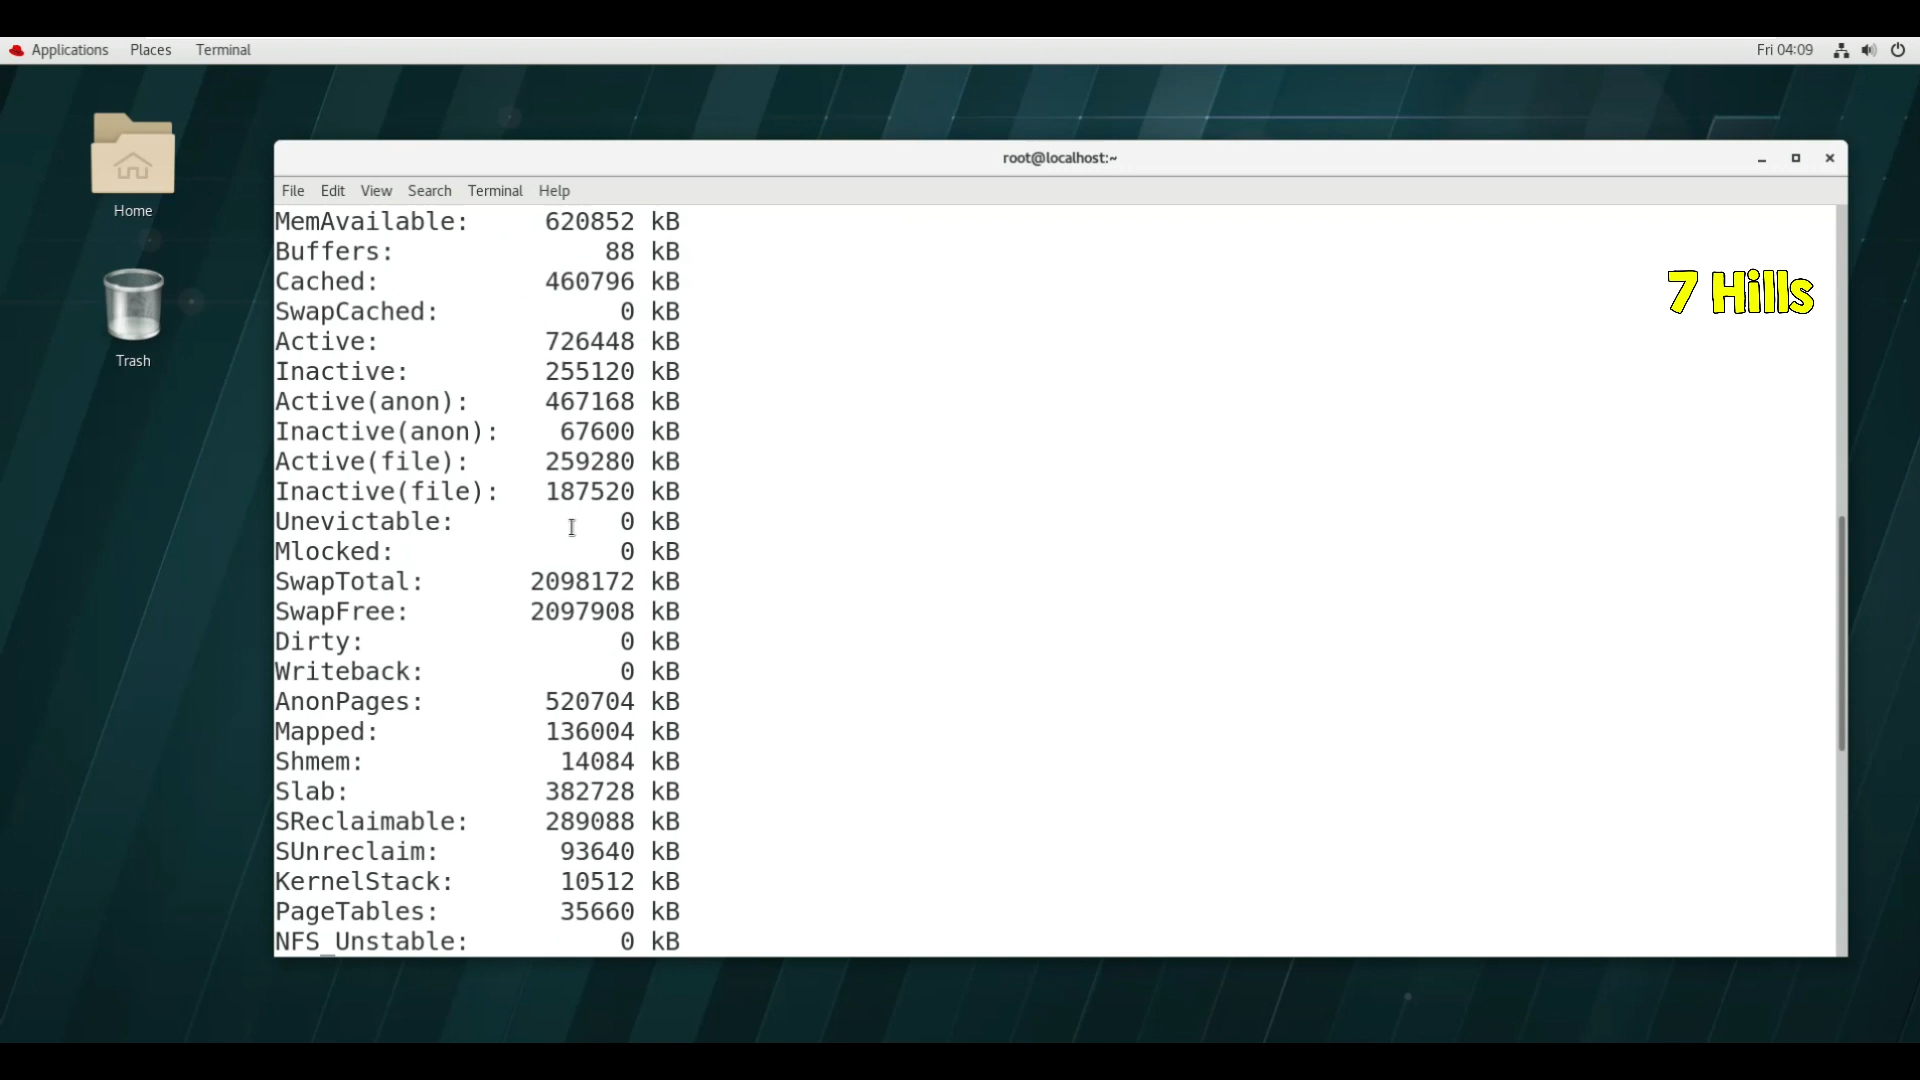 Applications Places Terminal Fri 04:09
root@localhost:~
File Edit View Search Terminal Help
Home
Trash
7 Hills
MemAvailable: 620852 kB
Buffers: 88 kB
Cached: 460796 kB
SwapCached: 0 kB
Active: 726448 kB
Inactive: 255120 kB
Active(anon): 467168 kB
Inactive(anon): 67600 kB
Active(file): 259280 kB
Inactive(file): 187520 kB
Unevictable: 0 kB
Mlocked: 0 kB
SwapTotal: 2098172 kB
SwapFree: 2097908 kB
Dirty: 0 kB
Writeback: 0 kB
AnonPages: 520704 kB
Mapped: 136004 kB
Shmem: 14084 kB
Slab: 382728 kB
SReclaimable: 289088 kB
SUnreclaim: 93640 kB
KernelStack: 10512 kB
PageTables: 35660 kB
NFS_Unstable: 0 kB